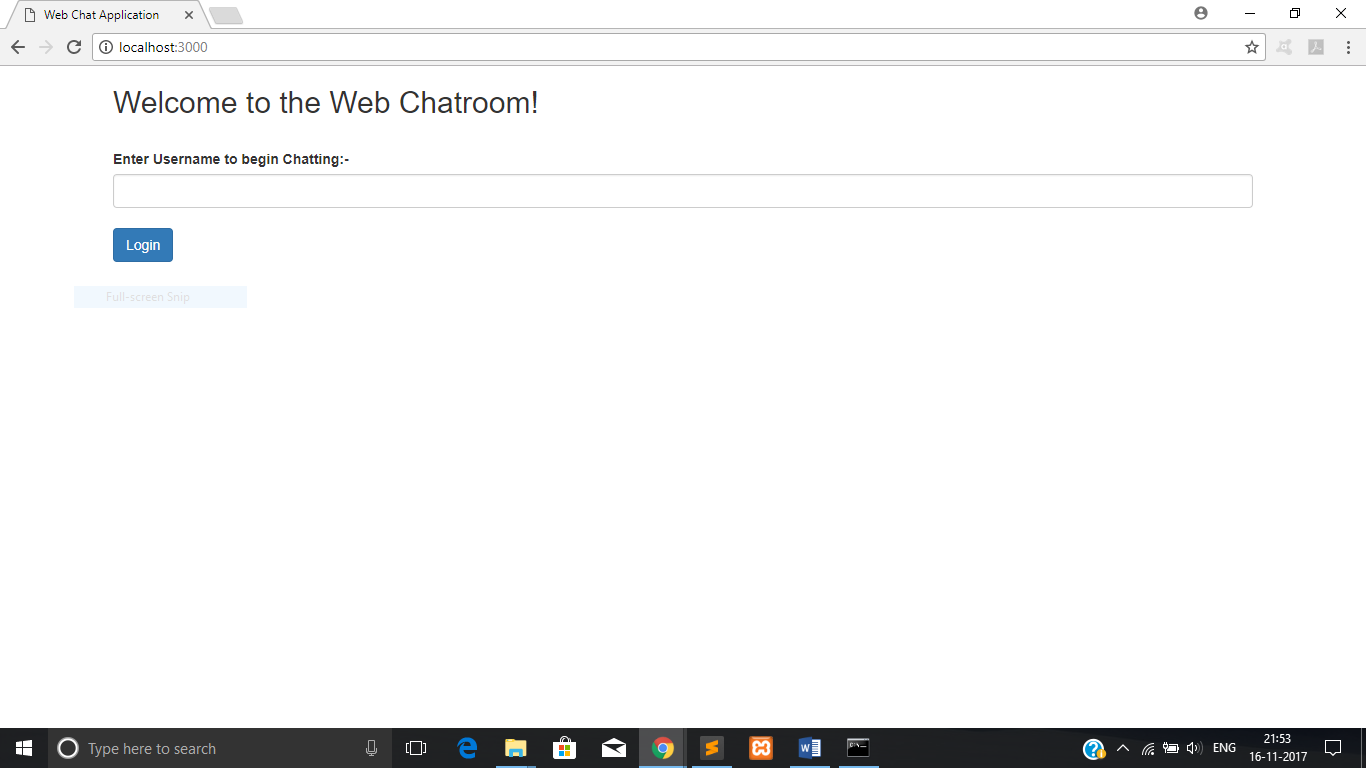 Web Chat Application
localhost:3000
Welcome to the Web Chatroom!
Enter Username to begin Chatting:-
Login
Full-screen Snip
Type here to search
ENG
21:53
16-11-2017